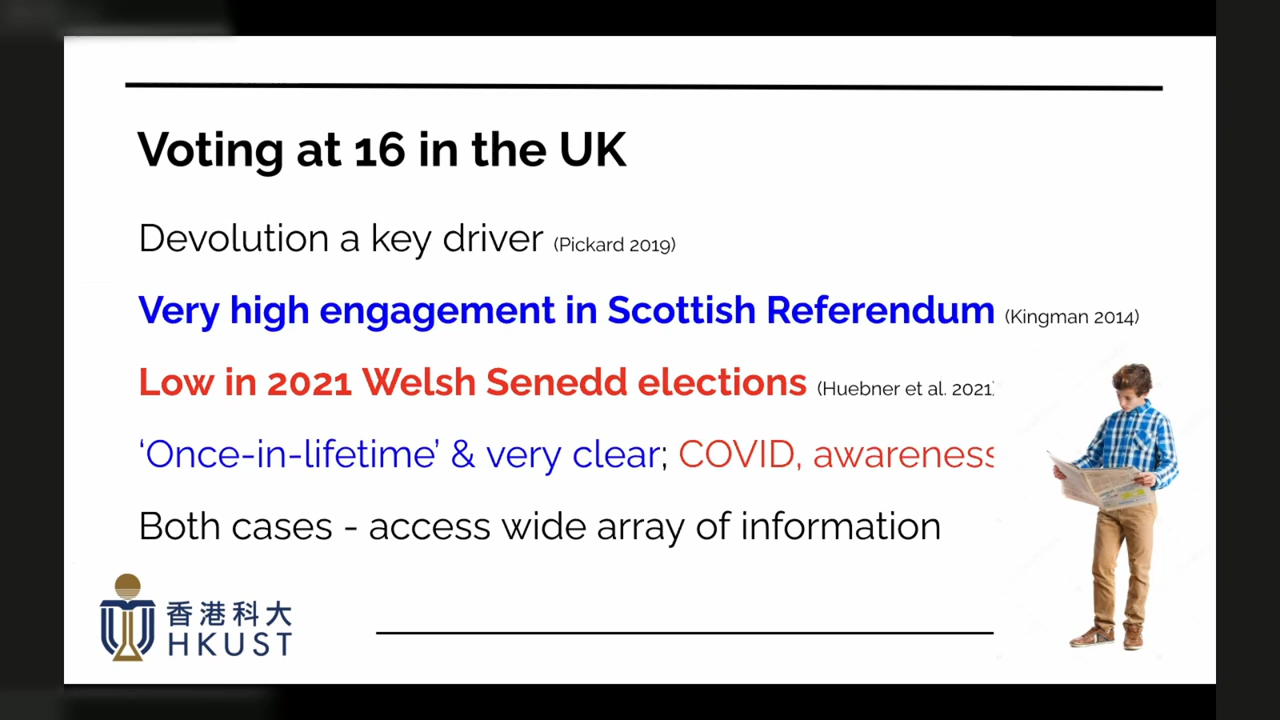 Voting at 16 in the UK
Devolution a key driver (Pickard 2019)
Very high engagement in Scottish Referendum (Kingman 2014)
Low in 2021 Welsh Senedd elections (Huebner et al. 2021)
‘Once-in-lifetime’ & very clear; COVID, awareness
Both cases - access wide array of information
香港科大
HKUST